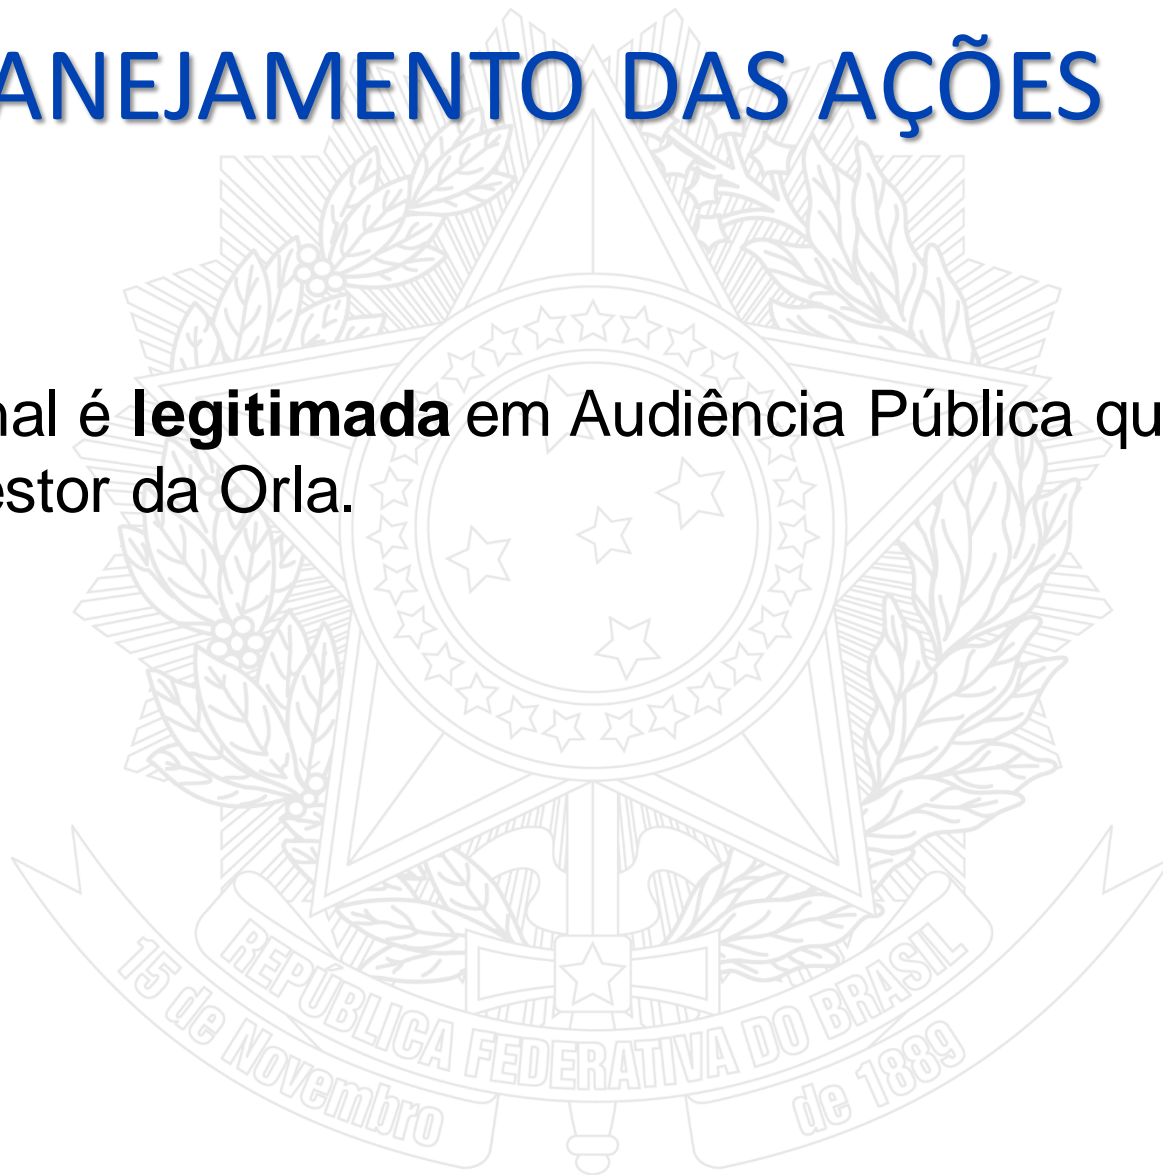 ANEJAMENTO DAS AÇÕES
nal é legitimada em Audiência Pública qu
estor da Orla.
REPÚBLICA FEDERATIVA DO BRASIL
15 de Novembro de 1889